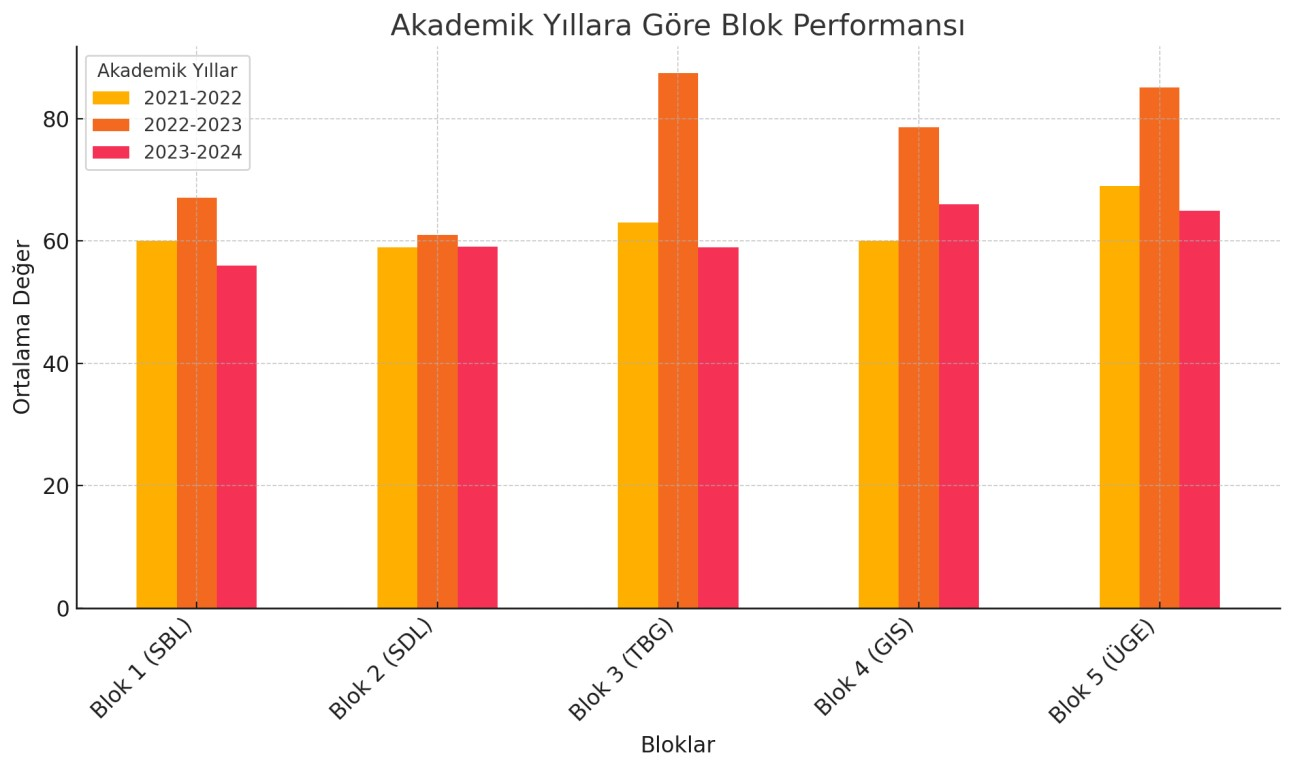 Akademik Yıllara Göre Blok Performansı
Akademik Yıllar
2021-2022
2022-2023
2023-2024
Ortalama Değer
80
60
40
20
0
Blok 1 (SBL)
Blok 2 (SDL)
Blok 3 (TBG)
Blok 4 (GIS)
Blok 5 (ÜGE)
Bloklar